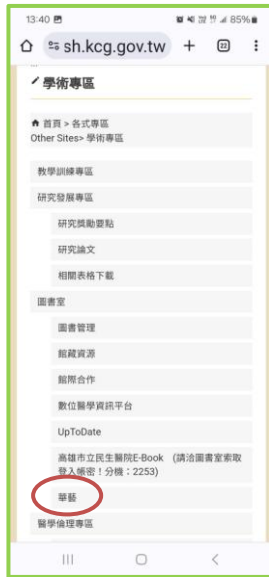 13:40
85%
sh.kcg.gov.tw
22
學術專區
首頁 > 各式專區
Other Sites> 學術專區
教學訓練專區
研究發展專區
研究獎勵要點
研究論文
相關表格下載
圖書室
圖書管理
館藏資源
館際合作
數位醫學資訊平台
UpToDate
高雄市立民生醫院E-Book (請洽圖書室索取
登入帳密！分機：2253)
華藝
醫學倫理專區